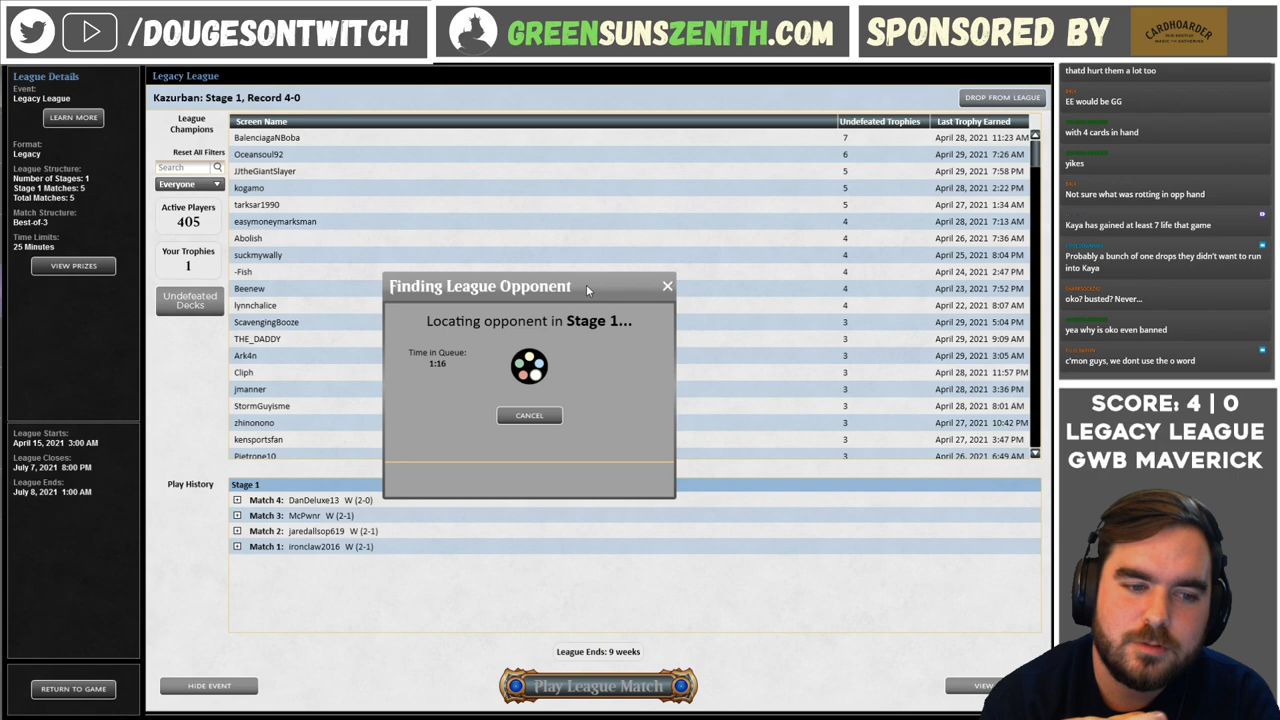 /DOUGESONTWITCH
GREENSUNSZENITH.COM
SPONSORED BY
CARDHOARDER
League Details
Event:
Legacy League
LEARN MORE
Format:
Legacy
League Structure:
Number of Stages: 1
Stage 1 Matches: 5
Total Matches: 5
Match Structure:
Best-of-3
Time Limits:
25 Minutes
VIEW PRIZES
League Starts:
April 15, 2021 3:00 AM
League Closes:
July 7, 2021 8:00 PM
League Ends:
July 8, 2021 1:00 AM
RETURN TO GAME
Legacy League
Kazurban: Stage 1, Record 4-0
DROP FROM LEAGUE
League
Champions
Reset All Filters
Search
Everyone
Active Players
405
Your Trophies
1
Undefeated
Decks
Screen Name Undefeated Trophies Last Trophy Earned
BalenciagaNBoba 7 April 28, 2021 11:23 AM
Oceansoul92 6 April 29, 2021 7:26 AM
JJtheGiantSlayer 5 April 29, 2021 7:58 PM
kogamo 5 April 28, 2021 2:22 PM
tarksar1990 5 April 27, 2021 1:34 AM
easymoneymarksman 4 April 28, 2021 7:13 AM
Abolish 4 April 26, 2021 7:36 AM
suckmywally 4 April 25, 2021 8:04 PM
-Fish 4 April 24, 2021 2:47 PM
Beenew 4 April 23, 2021 7:52 PM
lynnchalice 4 April 22, 2021 8:07 AM
ScavengingBooze 3 April 29, 2021 5:04 PM
THE_DADDY 3 April 29, 2021 9:09 AM
Ark4n 3 April 29, 2021 3:05 AM
Cliph 3 April 28, 2021 11:57 PM
jmanner 3 April 28, 2021 3:36 PM
StormGuyisme 3 April 28, 2021 8:01 AM
zhinonono 3 April 27, 2021 10:42 PM
kensportsfan 3 April 27, 2021 3:47 PM
Pietrone10 3 April 26, 2021 6:49 AM
Finding League Opponent
Locating opponent in Stage 1...
Time in Queue:
1:16
CANCEL
Play History
Stage 1
Match 4: DanDeluxe13 W (2-0)
Match 3: McPwnr W (2-1)
Match 2: jaredallsop619 W (2-1)
Match 1: ironclaw2016 W (2-1)
League Ends: 9 weeks
HIDE EVENT
Play League Match
VIEW
thatd hurt them a lot too
EE would be GG
with 4 cards in hand
yikes
Not sure what was rotting in opp hand
Kaya has gained at least 7 life that game
Probably a bunch of one drops they didn't want to run
into Kaya
oko? busted? Never...
yea why is oko even banned
c'mon guys, we dont use the o word
SCORE: 4 | 0
LEGACY LEAGUE
GWB MAVERICK